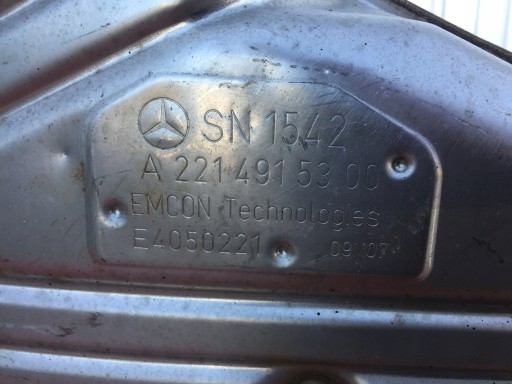 SN 1542
A 221 491 53 00
EMCON Technologies
E4050221 09 07